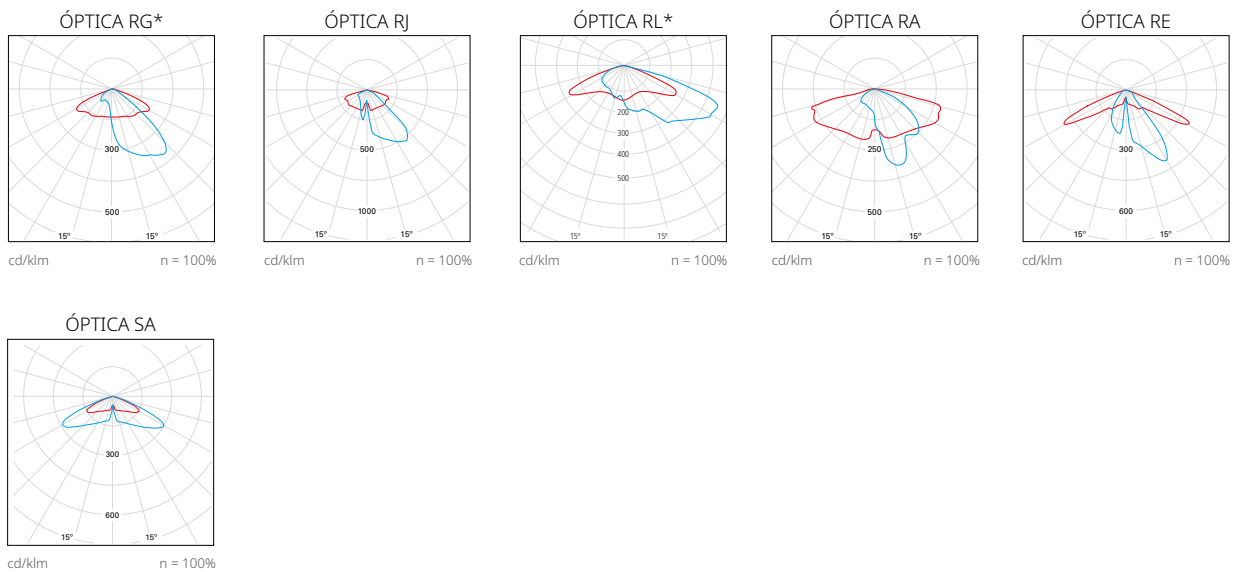 ÓPTICA RG*
300
500
15°
15°
cd/klm
n = 100%
ÓPTICA RJ
500
1000
15°
15°
cd/klm
n = 100%
ÓPTICA RL*
200
300
400
500
15°
15°
cd/klm
n = 100%
ÓPTICA RA
250
500
15°
15°
cd/klm
n = 100%
ÓPTICA RE
300
600
15°
15°
cd/klm
n = 100%
ÓPTICA SA
300
600
15°
15°
cd/klm
n = 100%